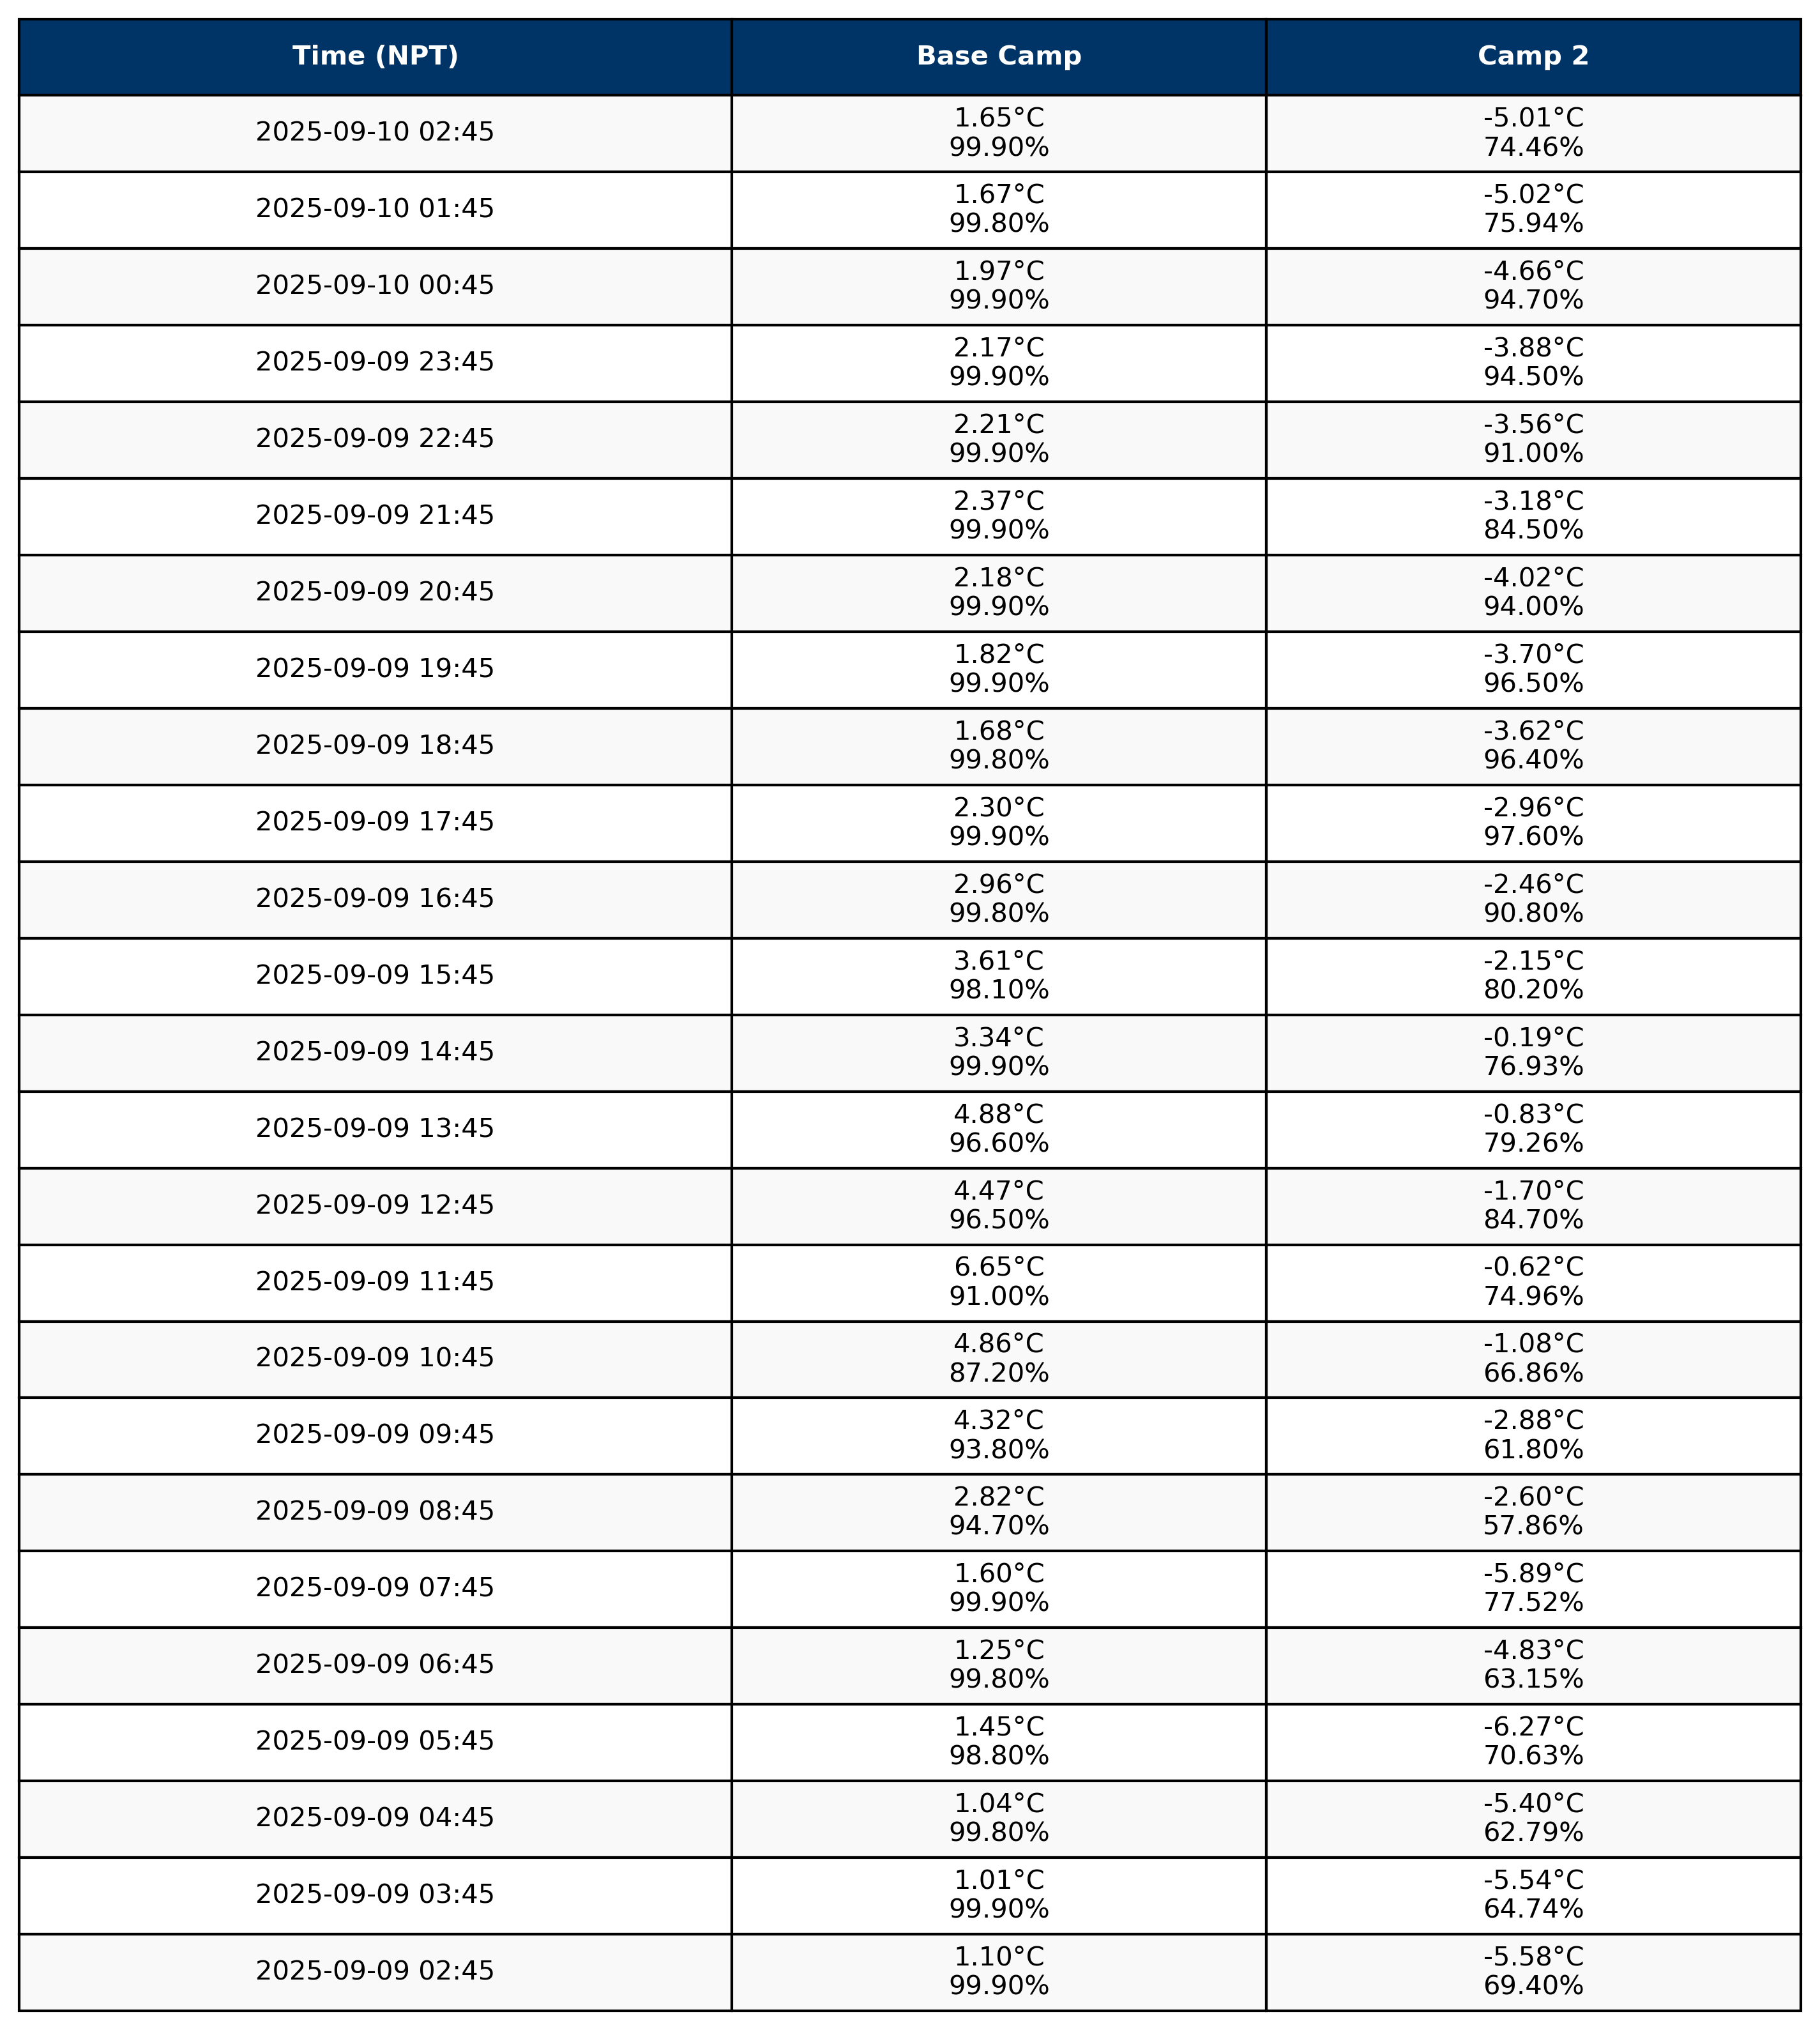 Time (NPT) Base Camp Camp 2
1.65°C -5.01°C
2025-09-10 02:45
99.90% 74.46%
1.67°C -5.02°C
2025-09-10 01:45
99.80% 75.94%
1.97°C -4.66°C
2025-09-10 00:45
99.90% 94.70%
2.17°C -3.88°C
2025-09-09 23:45
99.90% 94.50%
2.21°C -3.56°C
2025-09-09 22:45
99.90% 91.00%
2.37°C -3.18°C
2025-09-09 21:45
99.90% 84.50%
2.18°C -4.02°C
2025-09-09 20:45
99.90% 94.00%
1.82°C -3.70°C
2025-09-09 19:45
99.90% 96.50%
1.68°C -3.62°C
2025-09-09 18:45
99.80% 96.40%
2.30°C -2.96°C
2025-09-09 17:45
99.90% 97.60%
2.96°C -2.46°C
2025-09-09 16:45
99.80% 90.80%
3.61°C -2.15°C
2025-09-09 15:45
98.10% 80.20%
3.34°C -0.19°C
2025-09-09 14:45
99.90% 76.93%
4.88°C -0.83°C
2025-09-09 13:45
96.60% 79.26%
4.47°C -1.70°C
2025-09-09 12:45
96.50% 84.70%
6.65°C -0.62°C
2025-09-09 11:45
91.00% 74.96%
4.86°C -1.08°C
2025-09-09 10:45
87.20% 66.86%
4.32°C -2.88°C
2025-09-09 09:45
93.80% 61.80%
2.82°C -2.60°C
2025-09-09 08:45
94.70% 57.86%
1.60°C -5.89°C
2025-09-09 07:45
99.90% 77.52%
1.25°C -4.83°C
2025-09-09 06:45
99.80% 63.15%
1.45°C -6.27°C
2025-09-09 05:45
98.80% 70.63%
1.04°C -5.40°C
2025-09-09 04:45
99.80% 62.79%
1.01°C -5.54°C
2025-09-09 03:45
99.90% 64.74%
1.10°C -5.58°C
2025-09-09 02:45
99.90% 69.40%